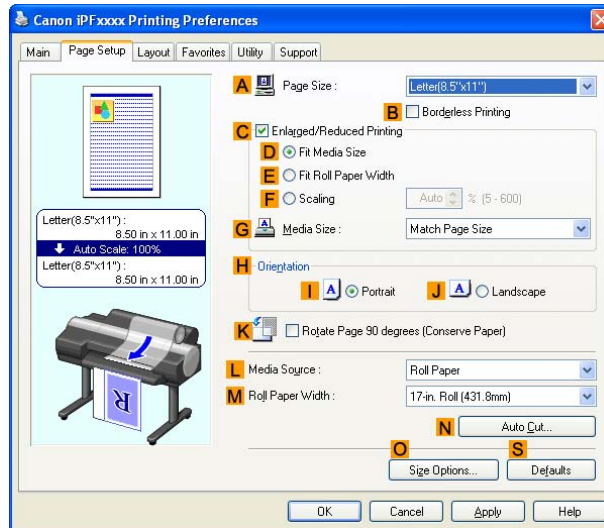 Canon iPFxxxx Printing Preferences
Main Page Setup Layout Favorites Utility Support
A Page Size : Letter(8.5"x11")
B Borderless Printing
C Enlarged/Reduced Printing
D Fit Media Size
E Fit Roll Paper Width
F Scaling Auto % (5 - 600)
G Media Size : Match Page Size
Letter(8.5"x11") :
8.50 in x 11.00 in
Auto Scale: 100%
Letter(8.5"x11") :
8.50 in x 11.00 in
H Orientation
I A Portrait J A Landscape
K Rotate Page 90 degrees (Conserve Paper)
R
L Media Source : Roll Paper
M Roll Paper Width : 17-in. Roll (431.8mm)
N Auto Cut...
O S
Size Options... Defaults
OK Cancel Apply Help